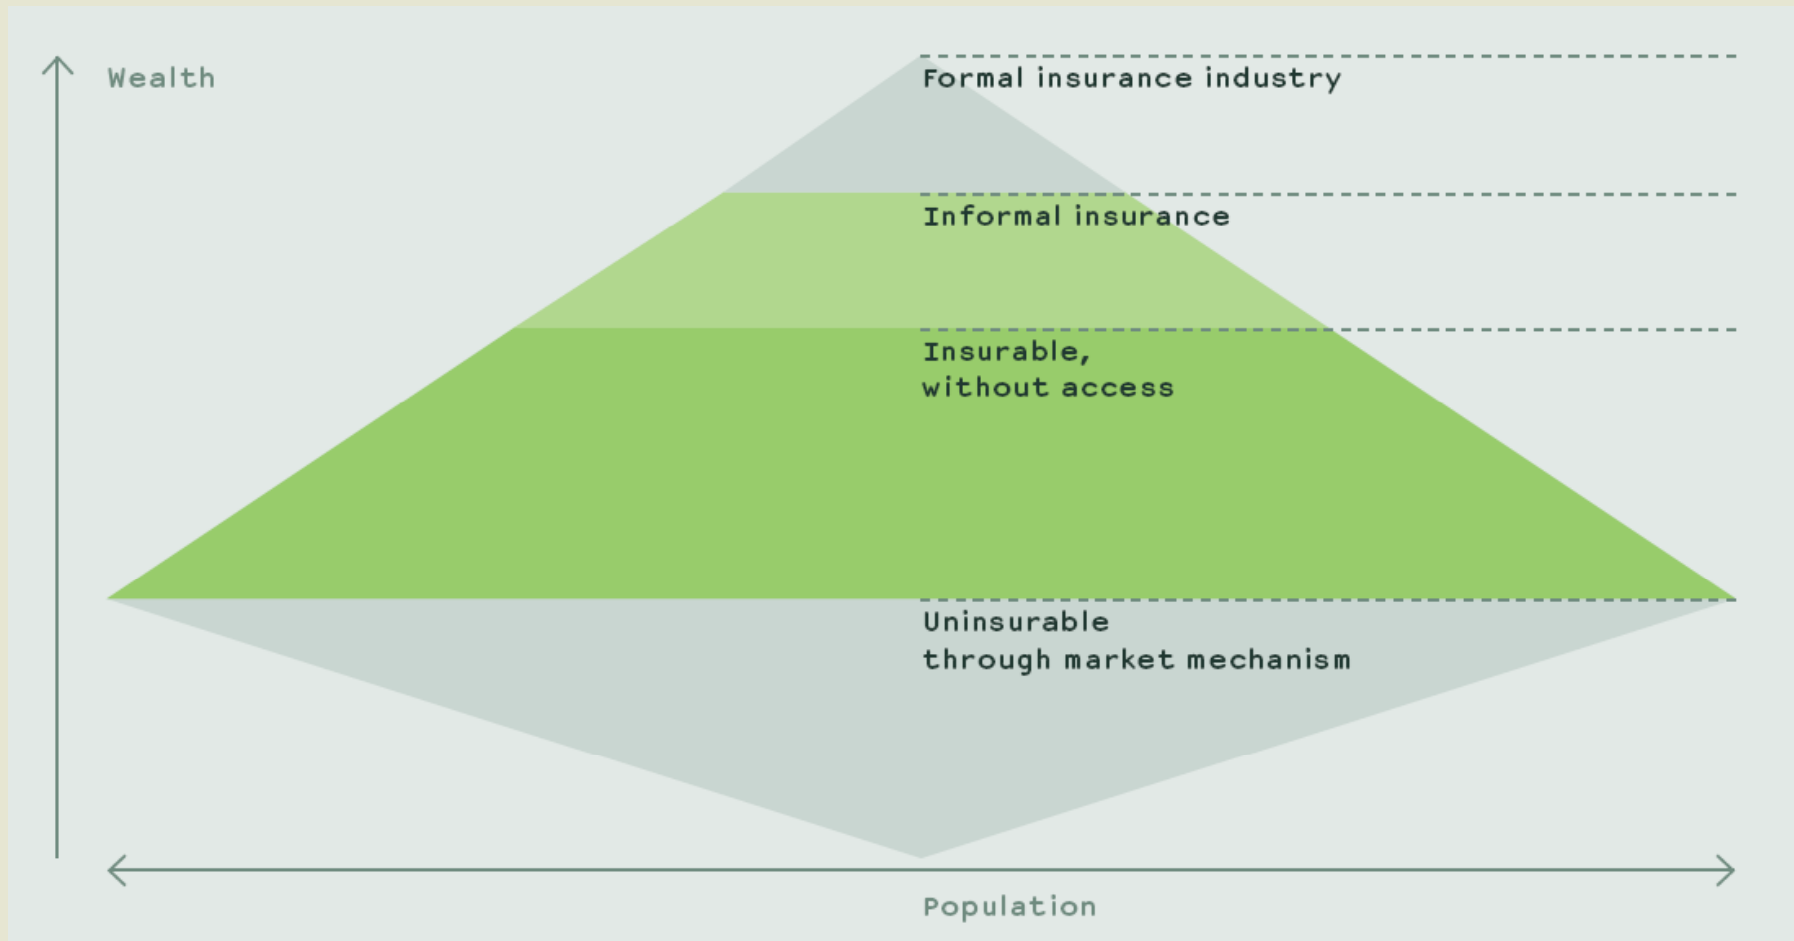 Wealth
Formal insurance industry
Informal insurance
Insurable,
without access
Uninsurable
through market mechanism
Population